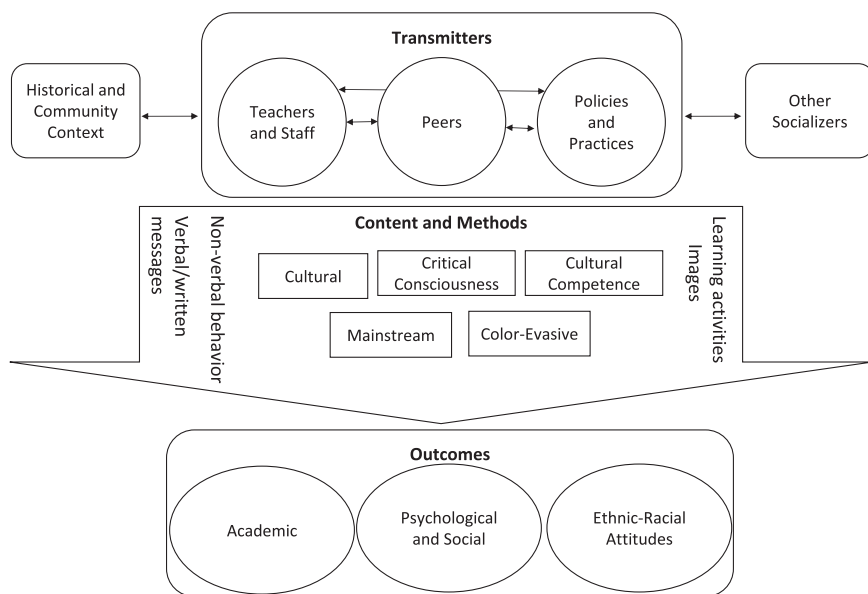 Transmitters
Historical and
Community
Context
Teachers
and Staff
Peers
Policies
and
Practices
Other
Socializers
Content and Methods
Verbal/written
messages
Non-verbal behavior
Cultural
Critical
Consciousness
Cultural
Competence
Mainstream
Color-Evasive
Learning activities
Images
Outcomes
Academic
Psychological
and Social
Ethnic-Racial
Attitudes